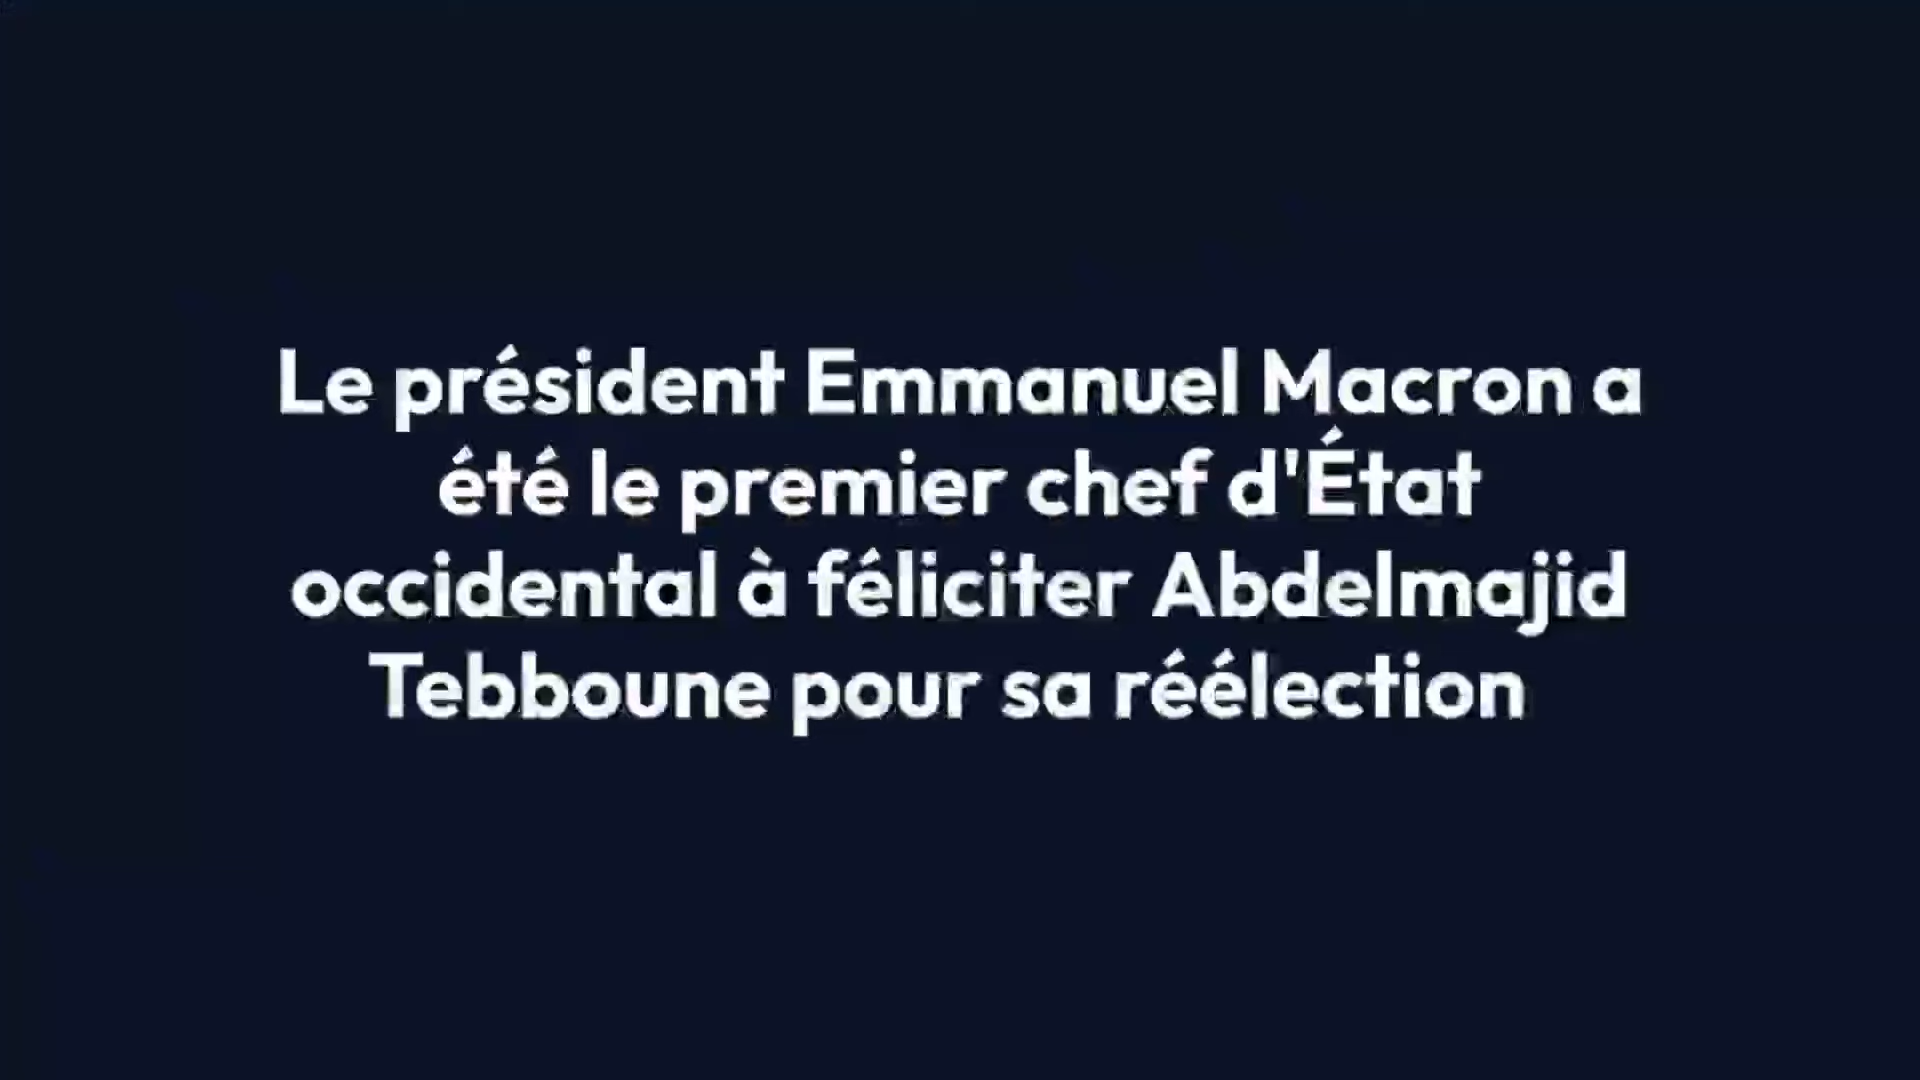 Le président Emmanuel Macron a
été le premier chef d'État
occidental à féliciter Abdelmajid
Tebboune pour sa réélection